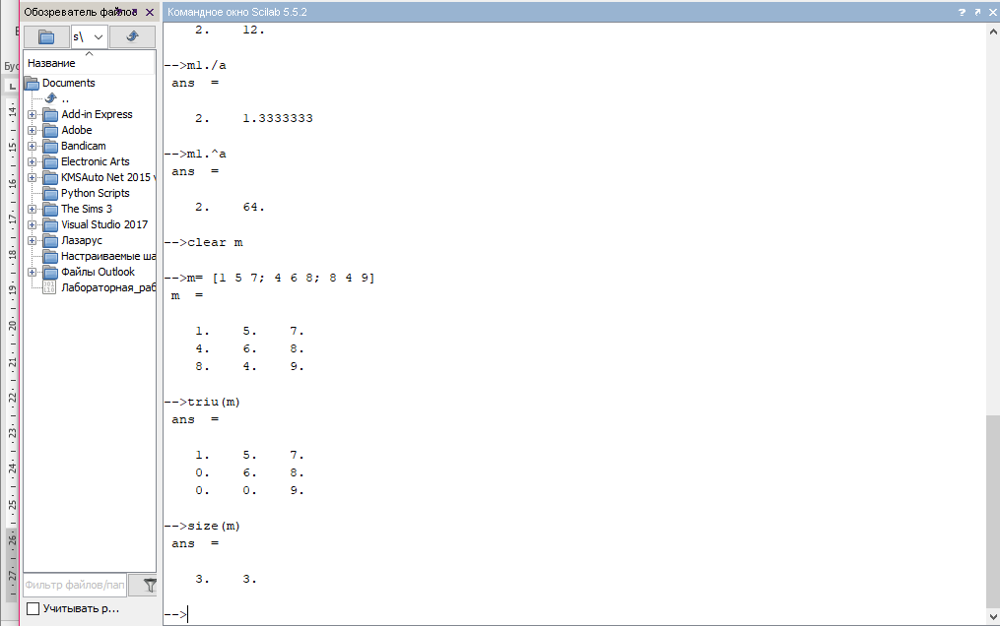 Обозреватель файлов
s\
Название
Documents
..
Add-in Express
Adobe
Bandicam
Electronic Arts
KMSAuto Net 2015
Python Scripts
The Sims 3
Visual Studio 2017
Лазарус
Настраиваемые ша
Файлы Outlook
Лабораторная_раб
Фильтр файлов/пап
Учитывать р...
Командное окно Scilab 5.5.2
2. 12.
-->m1./a
ans =
2. 1.3333333
-->m1.^a
ans =
2. 64.
-->clear m
-->m= [1 5 7; 4 6 8; 8 4 9]
m =
1. 5. 7.
4. 6. 8.
8. 4. 9.
-->triu(m)
ans =
1. 5. 7.
0. 6. 8.
0. 0. 9.
-->size(m)
ans =
3. 3.
-->